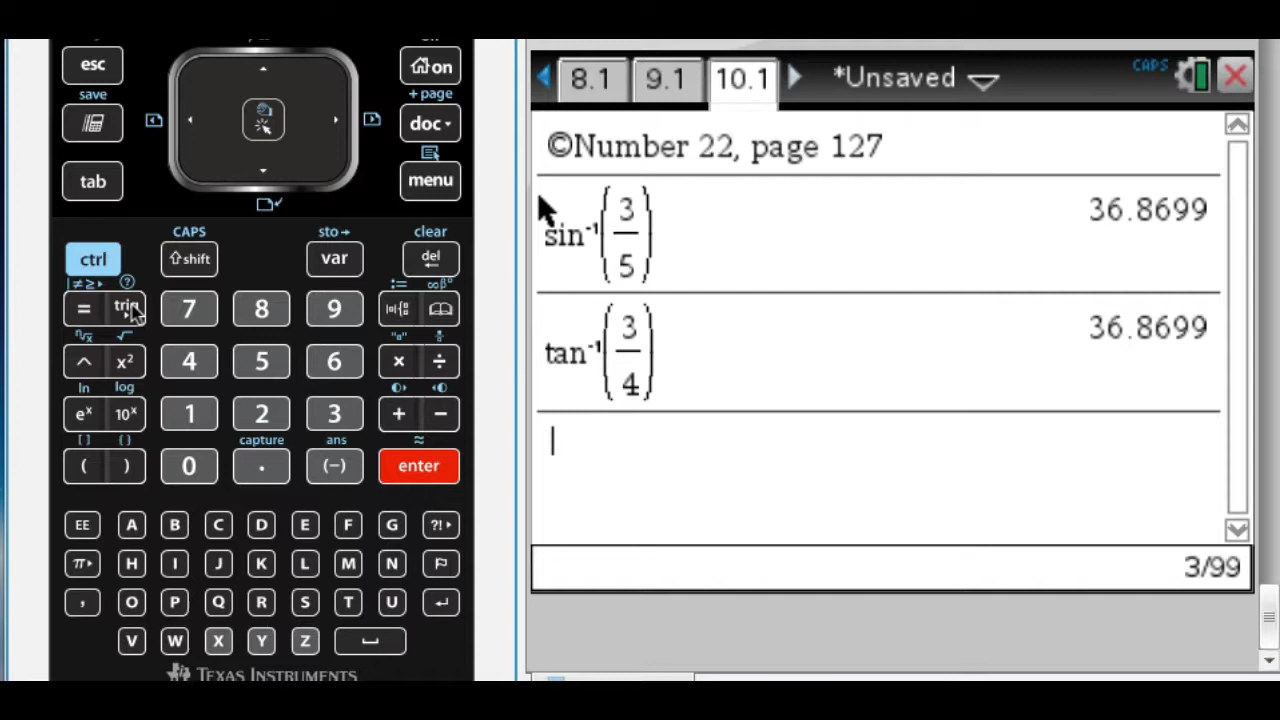 esc
on
save
+ page
doc
tab
menu
CAPS
sto→
clear
ctrl
⇧shift
var
del
|≠≥▸
?
:=
∞β°
=
trig
7
8
9
|□|{
ⁿ√x
√
"□"
^
x²
4
5
6
×
÷
ln
log
eˣ
10ˣ
1
2
3
+
−
[ ]
{ }
capture
ans
≈
(
)
0
.
(−)
enter
EE
A
B
C
D
E
F
G
?!▸
π▸
H
I
J
K
L
M
N
,
O
P
Q
R
S
T
U
↵
V
W
X
Y
Z
TEXAS INSTRUMENTS
8.1
9.1
10.1
*Unsaved
CAPS
©Number 22, page 127
sin⁻¹(3/5) 36.8699
tan⁻¹(3/4) 36.8699
3/99